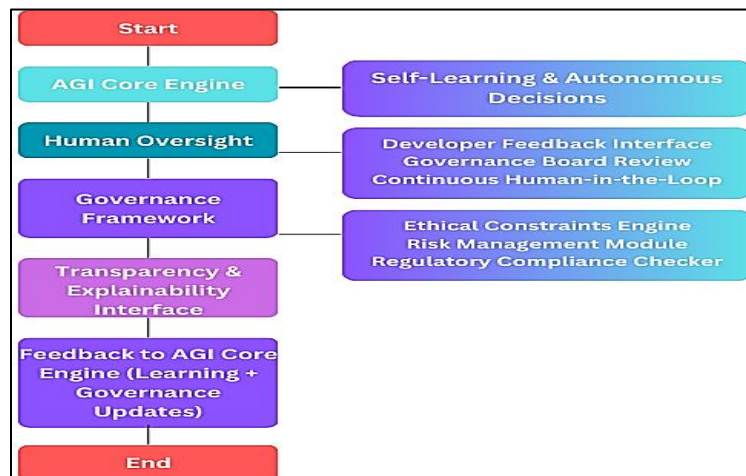 Start
AGI Core Engine
Self-Learning & Autonomous
Decisions
Human Oversight
Developer Feedback Interface
Governance Board Review
Continuous Human-in-the-Loop
Governance
Framework
Ethical Constraints Engine
Risk Management Module
Regulatory Compliance Checker
Transparency &
Explainability
Interface
Feedback to AGI Core
Engine (Learning +
Governance
Updates)
End